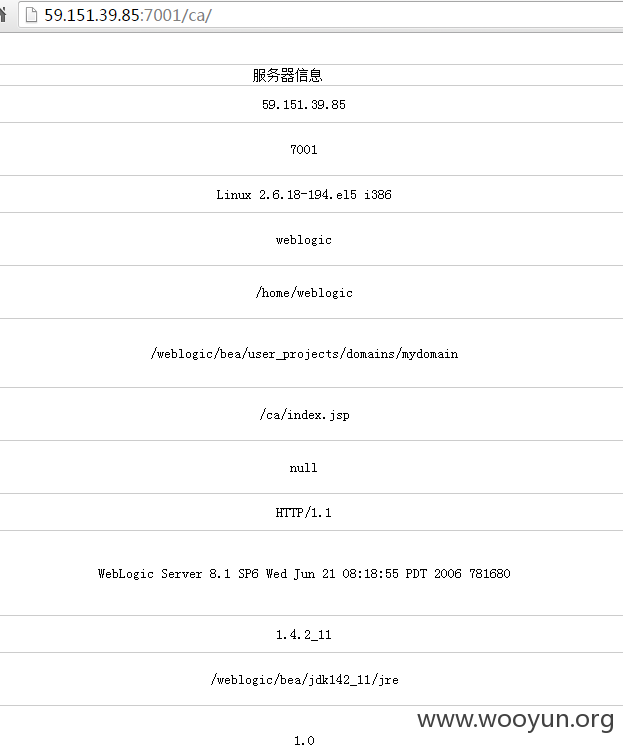 59.151.39.85:7001/ca/
服务器信息
59.151.39.85
7001
Linux 2.6.18-194.el5 i386
weblogic
/home/weblogic
/weblogic/bea/user_projects/domains/mydomain
/ca/index.jsp
null
HTTP/1.1
WebLogic Server 8.1 SP6 Wed Jun 21 08:18:55 PDT 2006 781680
1.4.2_11
/weblogic/bea/jdk142_11/jre
www.wooyun.org
1.0